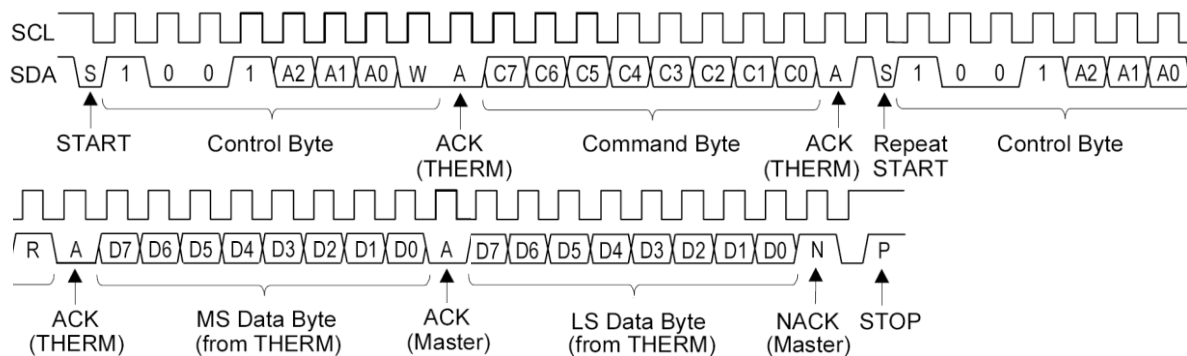 SCL
SDA S 1 0 0 1 A2 A1 A0 W A C7 C6 C5 C4 C3 C2 C1 C0 A S 1 0 0 1 A2 A1 A0
START Control Byte ACK Command Byte ACK Repeat Control Byte
(THERM) (THERM) START
R A D7 D6 D5 D4 D3 D2 D1 D0 A D7 D6 D5 D4 D3 D2 D1 D0 N P
ACK MS Data Byte ACK LS Data Byte NACK STOP
(THERM) (from THERM) (Master) (from THERM) (Master)